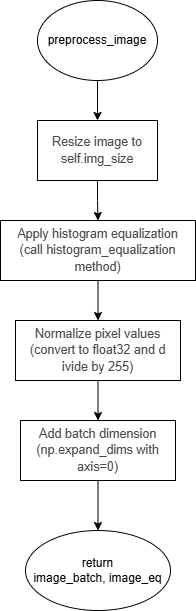 preprocess_image
Resize image to
self.img_size
Apply histogram equalization
(call histogram_equalization
method)
Normalize pixel values
(convert to float32 and d
ivide by 255)
Add batch dimension
(np.expand_dims with
axis=0)
return
image_batch, image_eq